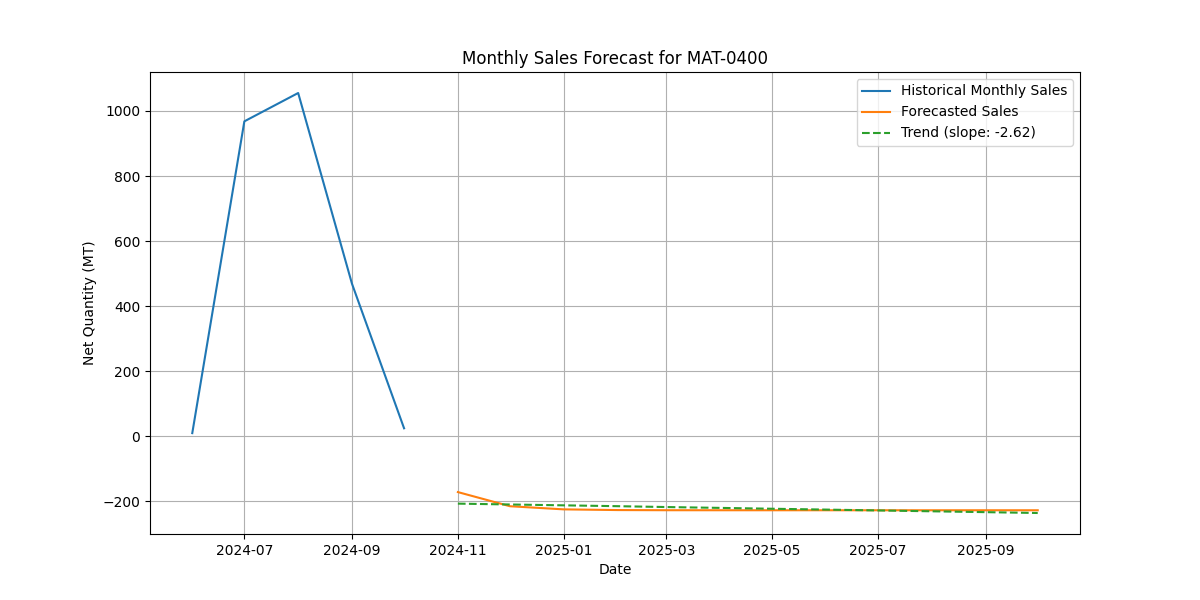 Monthly Sales Forecast for MAT-0400
Historical Monthly Sales
Forecasted Sales
Trend (slope: -2.62)
Net Quantity (MT)
1000
800
600
400
200
0
−200
2024-07 2024-09 2024-11 2025-01 2025-03 2025-05 2025-07 2025-09
Date